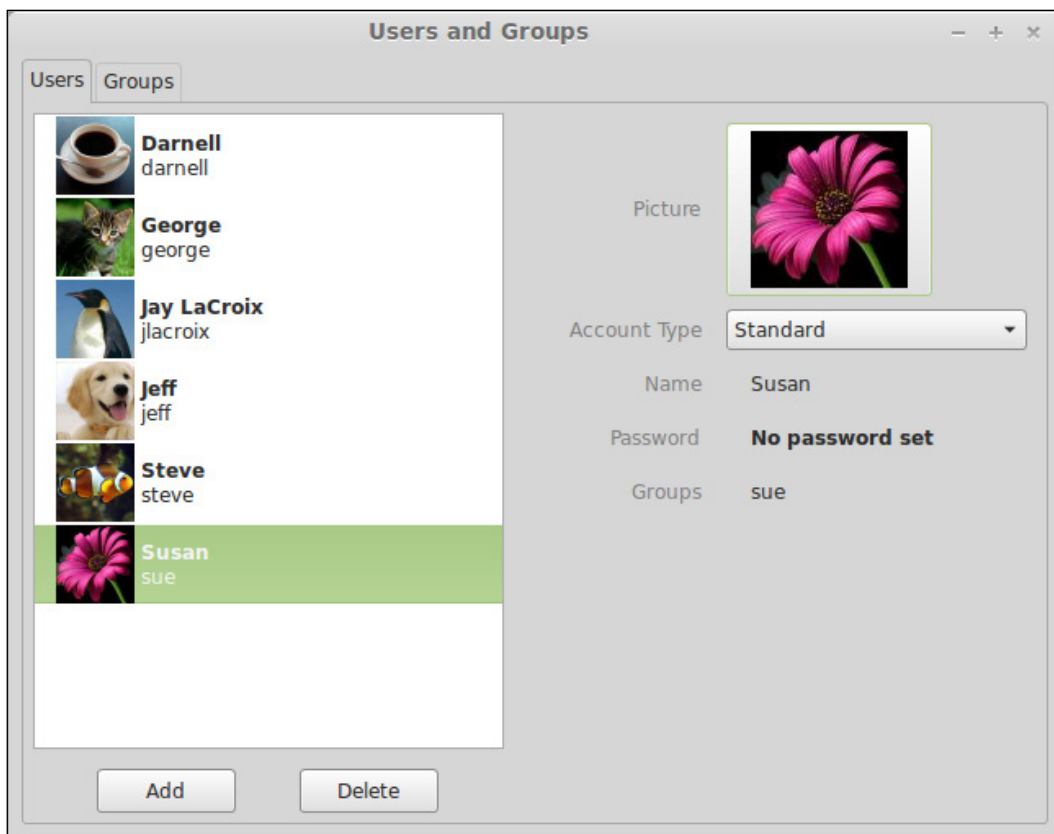 Users and Groups
Users Groups
Darnell
darnell
George
george
Jay LaCroix
jlacroix
Jeff
jeff
Steve
steve
Susan
sue
Add Delete
Picture
Account Type Standard
Name Susan
Password No password set
Groups sue